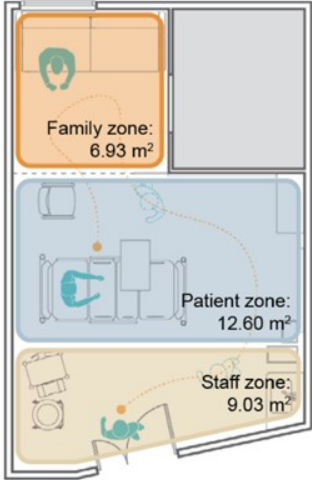 Family zone:
6.93 m²
Patient zone:
12.60 m²
Staff zone:
9.03 m²